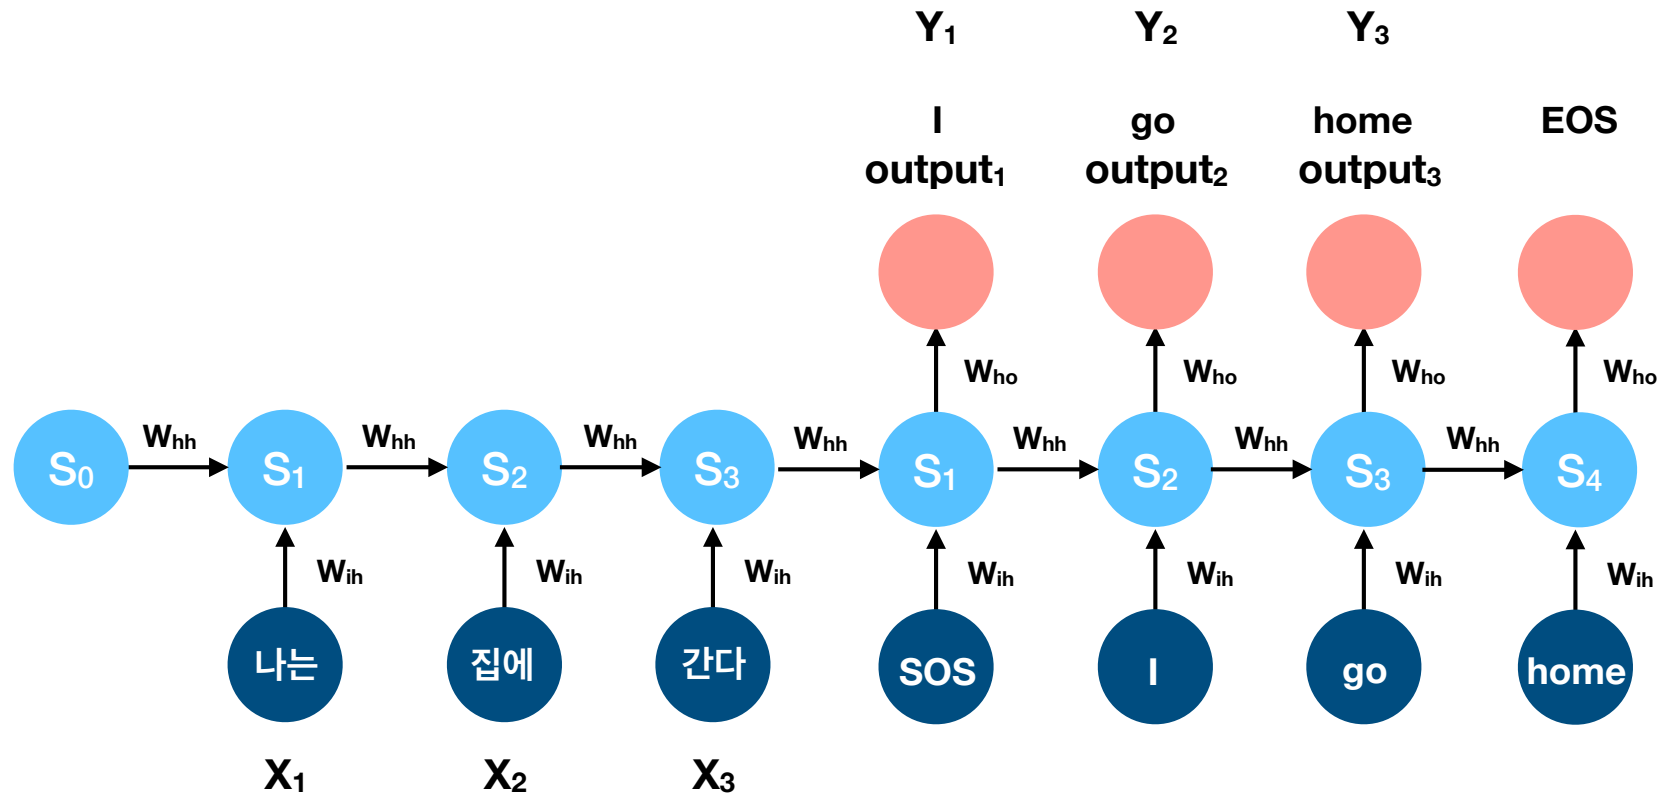 Y1 Y2 Y3
I go home EOS
output1 output2 output3
Who Who Who Who
Whh Whh Whh Whh Whh Whh Whh
S0 S1 S2 S3 S1 S2 S3 S4
Wih Wih Wih Wih Wih Wih Wih
나는 집에 간다 SOS I go home
X1 X2 X3